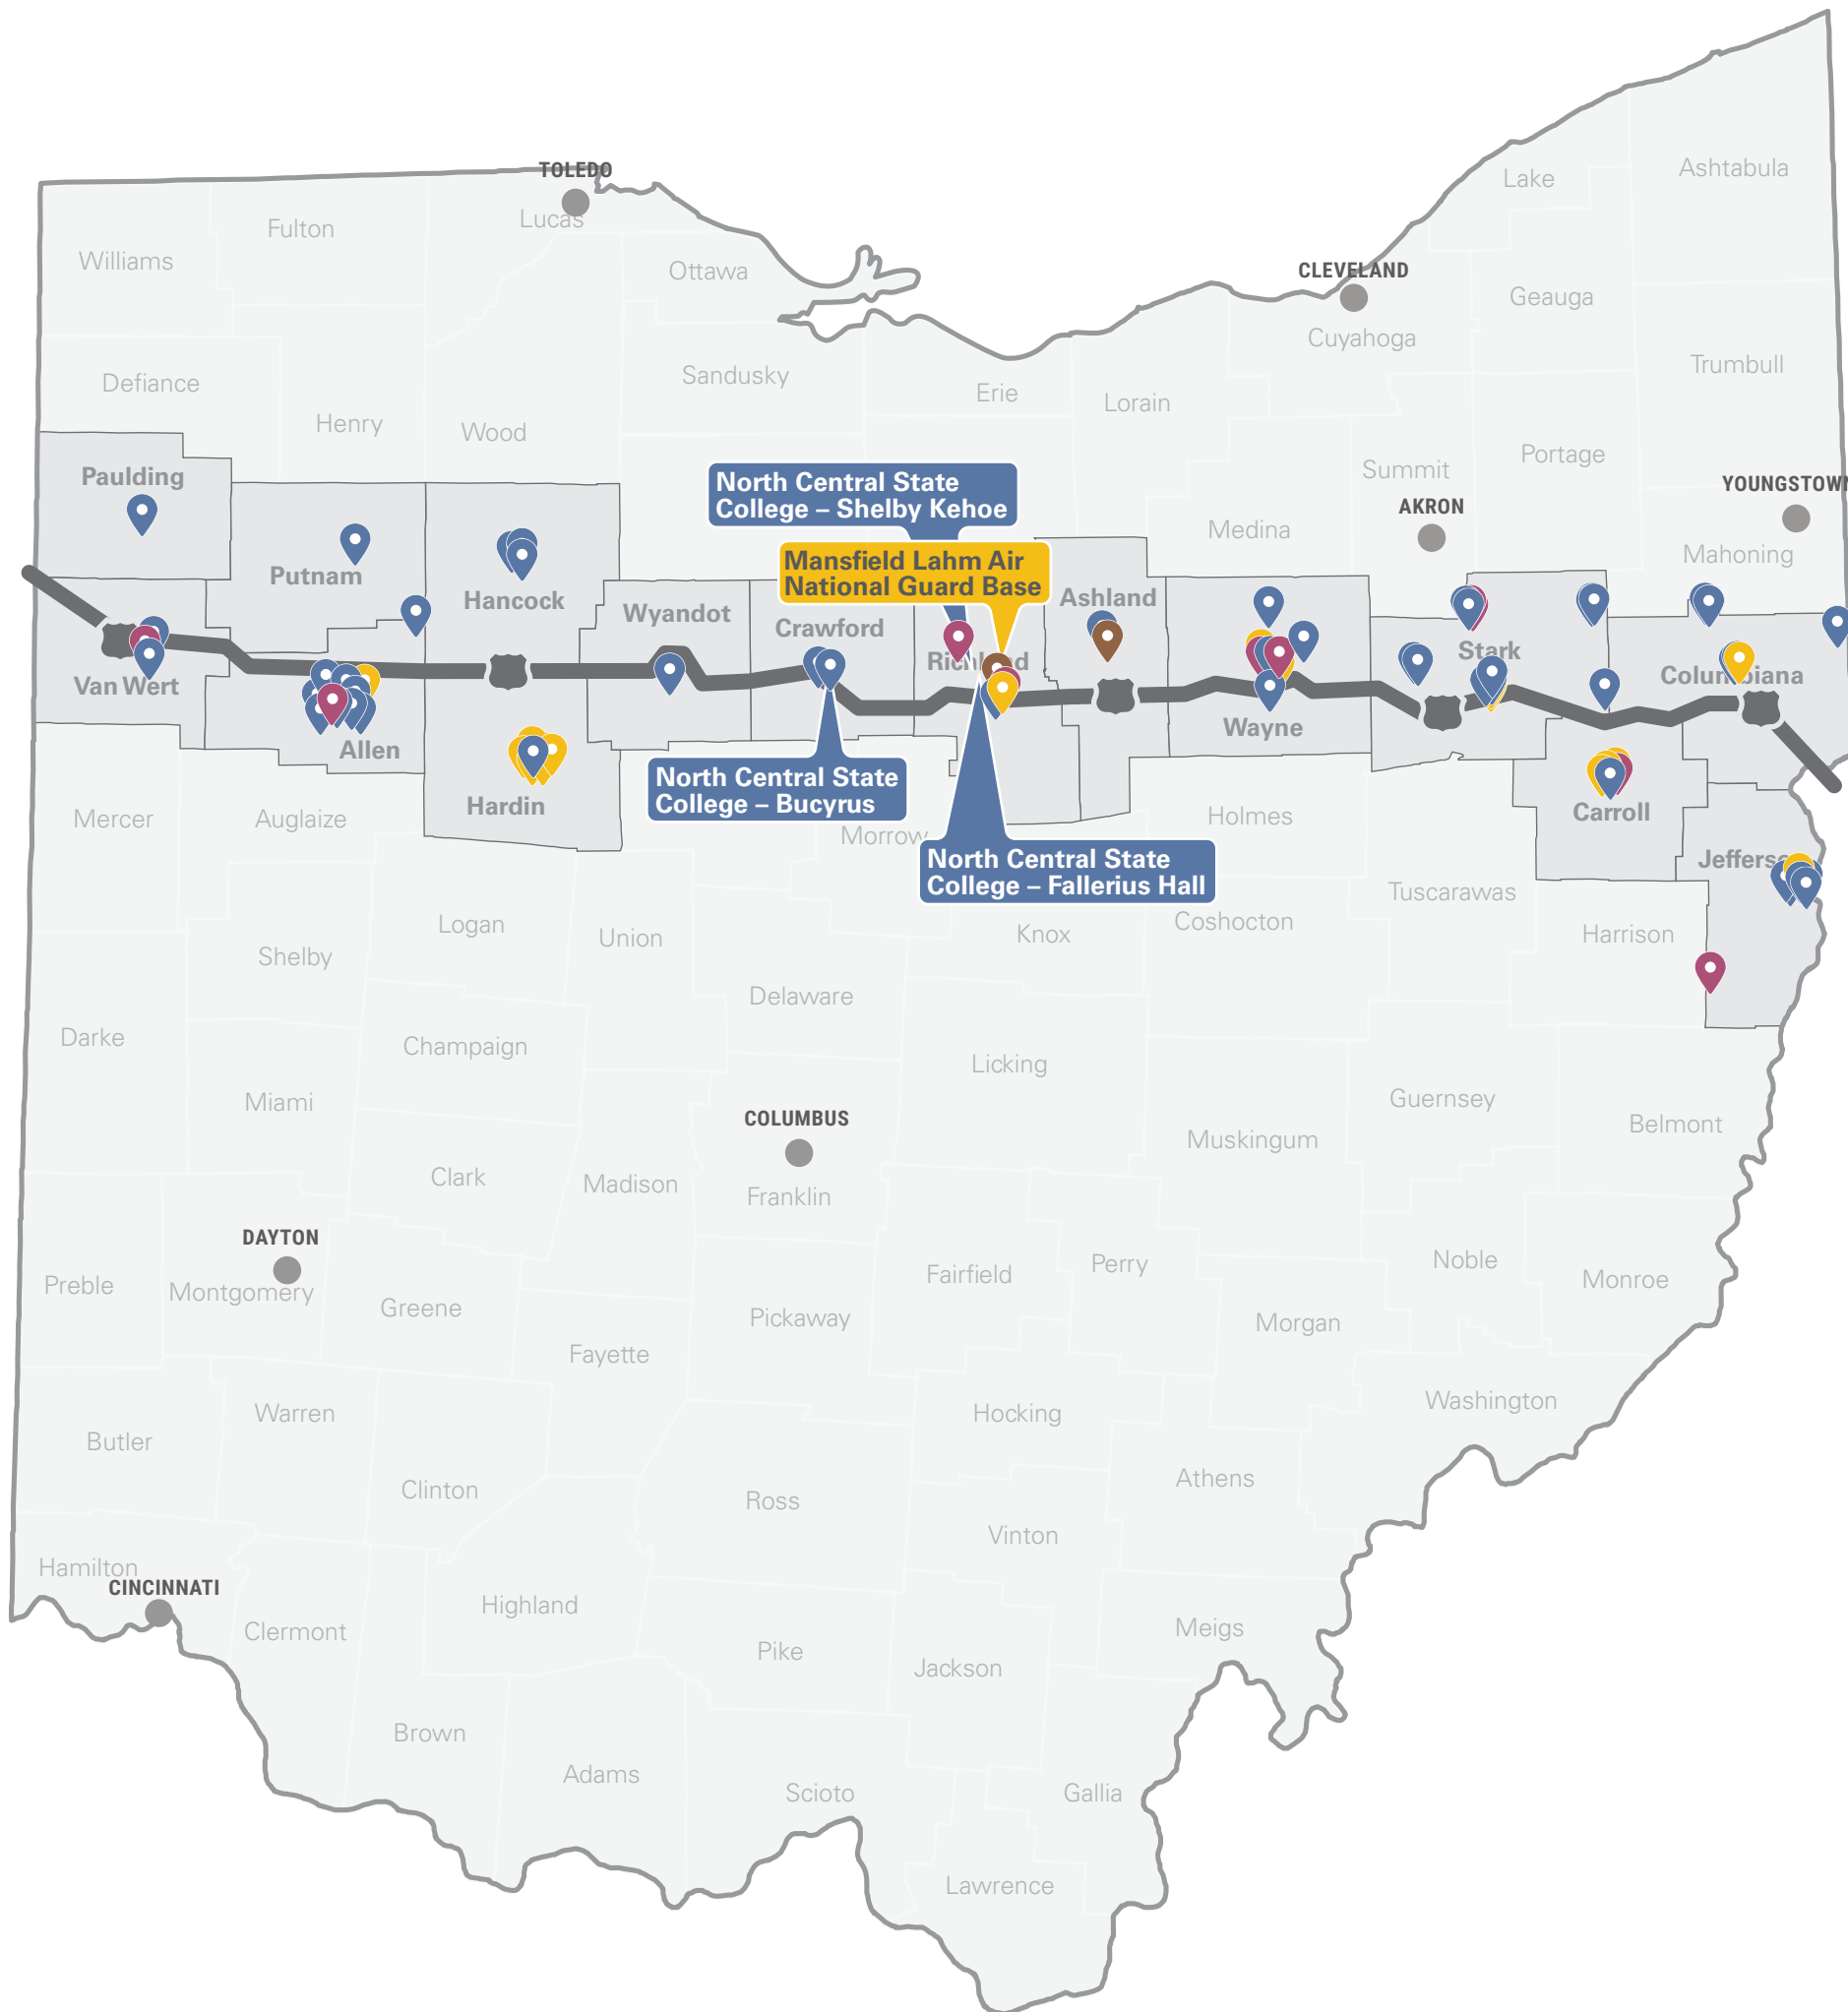 Ashtabula
Lake
TOLEDO
Lucas
Fulton
Williams
Ottawa
CLEVELAND
Geauga
Cuyahoga
Trumbull
Sandusky
Defiance
Erie
Lorain
Henry
Wood
Portage
Summit
Paulding
North Central State
College – Shelby Kehoe
YOUNGSTOWN
AKRON
Medina
Mahoning
Mansfield Lahm Air
National Guard Base
Putnam
Hancock
Ashland
Wyandot
Crawford
Stark
Richland
Columbiana
Van Wert
Wayne
Allen
North Central State
College – Bucyrus
Hardin
Carroll
Mercer
Auglaize
Holmes
Morrow
North Central State
College – Fallerius Hall
Jefferso
Tuscarawas
Coshocton
Logan
Union
Knox
Harrison
Shelby
Delaware
Darke
Champaign
Licking
Miami
Guernsey
COLUMBUS
Belmont
Muskingum
Clark
Madison
Franklin
DAYTON
Noble
Perry
Fairfield
Monroe
Preble
Montgomery
Greene
Pickaway
Morgan
Fayette
Washington
Warren
Hocking
Butler
Athens
Clinton
Ross
Vinton
Hamilton
CINCINNATI
Highland
Clermont
Meigs
Pike
Jackson
Brown
Adams
Scioto
Gallia
Lawrence